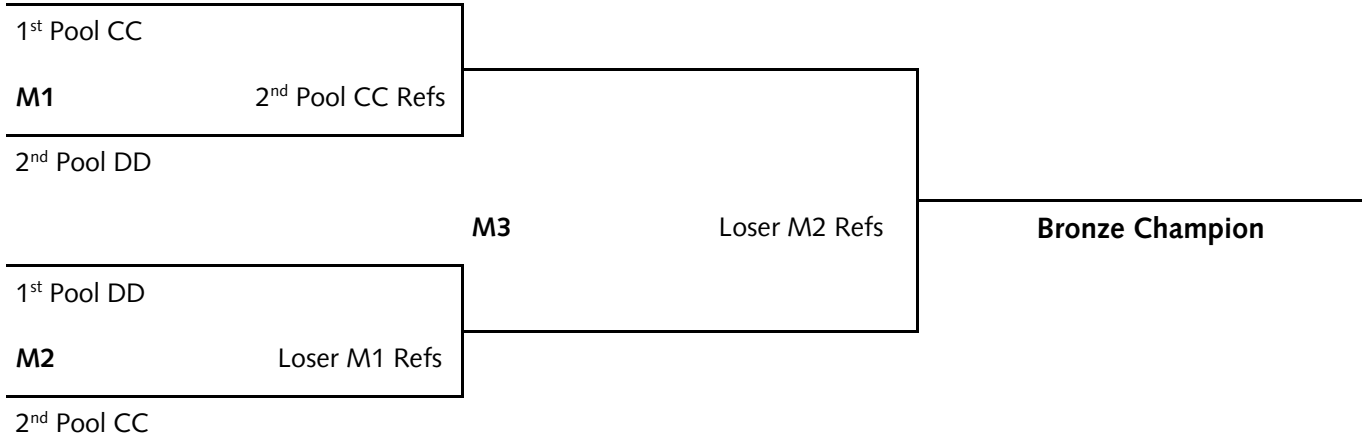 1st Pool CC
M1 2nd Pool CC Refs
2nd Pool DD
M3 Loser M2 Refs Bronze Champion
1st Pool DD
M2 Loser M1 Refs
2nd Pool CC